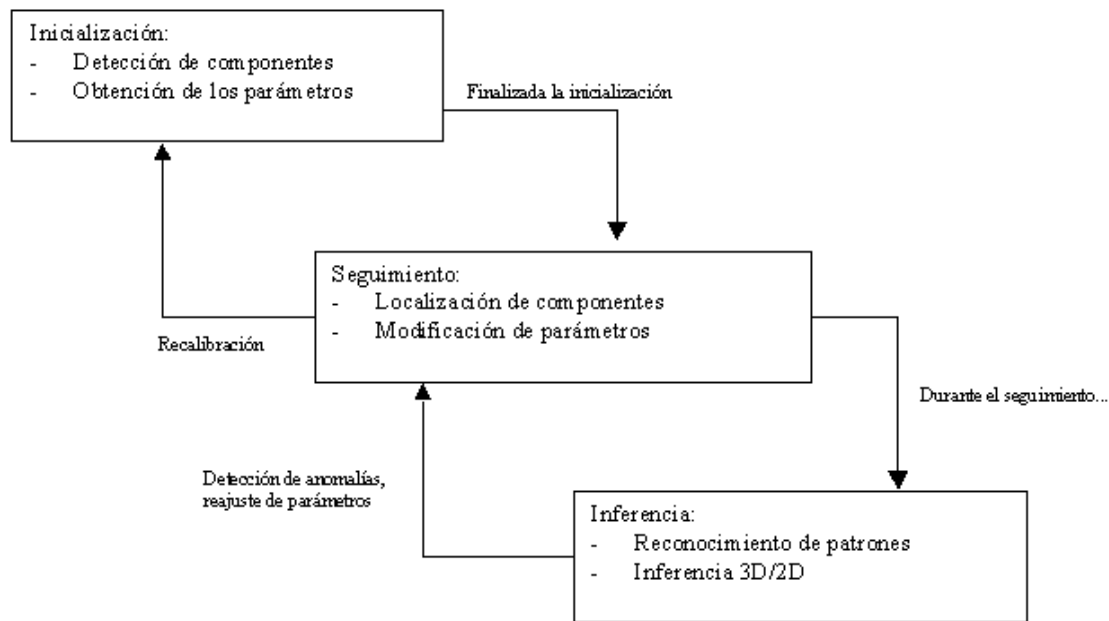 Inicialización:
- Detección de componentes
- Obtención de los parámetros
Finalizada la inicialización
Seguimiento:
- Localización de componentes
- Modificación de parámetros
Recalibración
Durante el seguimiento...
Detección de anomalías,
reajuste de parámetros
Inferencia:
- Reconocimiento de patrones
- Inferencia 3D/2D